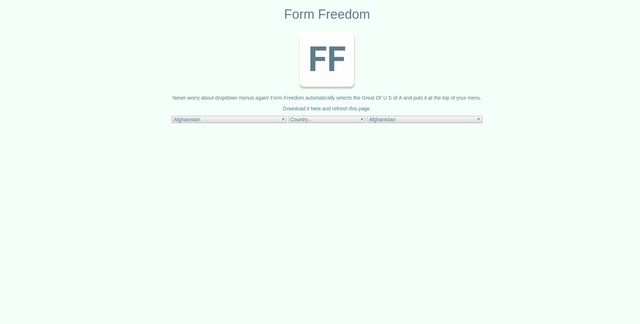 Form Freedom
FF
Never worry about dropdown menus again! Form Freedom automatically selects the Great Ol' U S of A and puts it at the top of your menu.
Download it here and refresh this page.
Afghanistan Country... Afghanistan